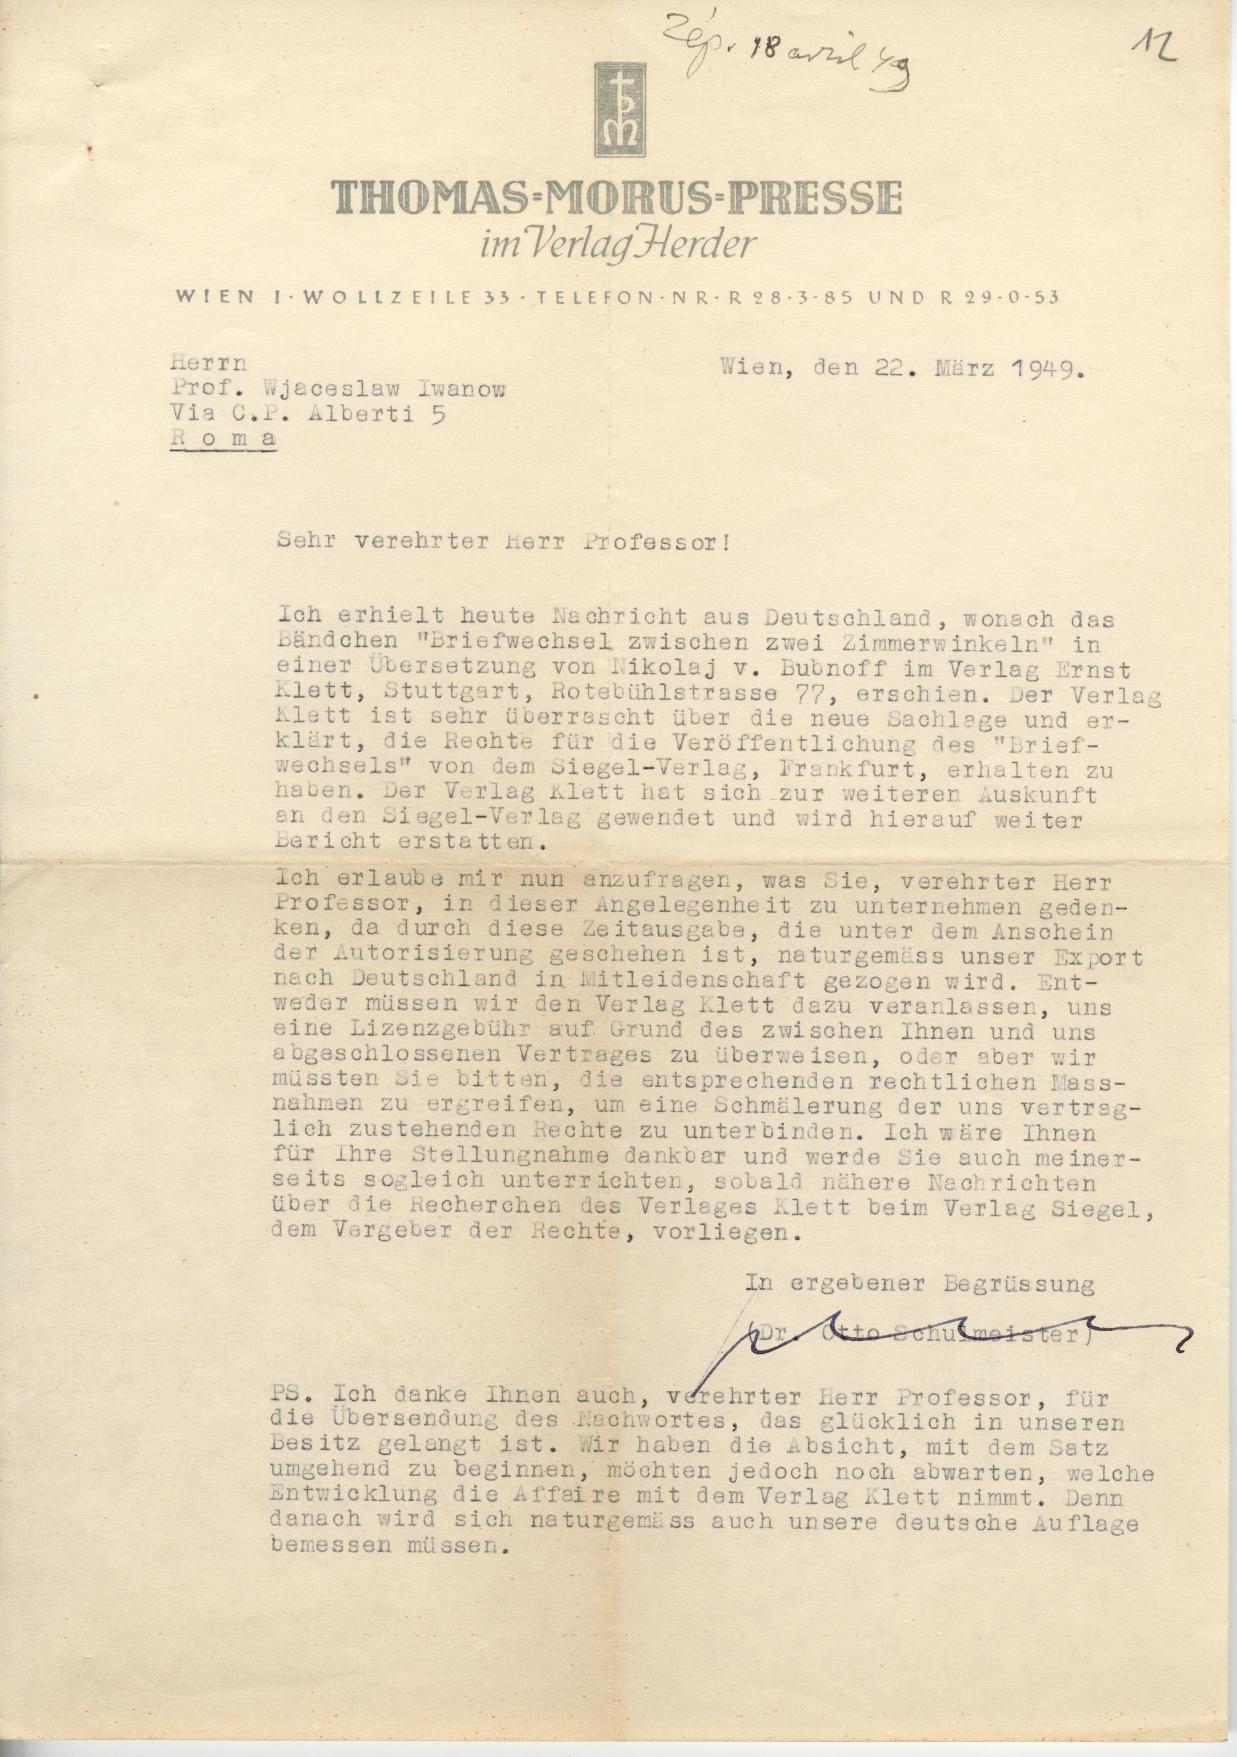 Rép. 18 avril 49
12
THOMAS=MORUS=PRESSE
im Verlag Herder
WIEN I · WOLLZEILE 33 · TELEFON · NR · R 28 · 3 · 85 UND R 29 · 0 · 53
Herrn
Prof. Wjaceslaw Iwanow
Via C.P. Alberti 5
R o m a
Wien, den 22. März 1949.
Sehr verehrter Herr Professor!
Ich erhielt heute Nachricht aus Deutschland, wonach das
Bändchen "Briefwechsel zwischen zwei Zimmerwinkeln" in
einer Übersetzung von Nikolaj v. Bubnoff im Verlag Ernst
Klett, Stuttgart, Rotebühlstrasse 77, erschien. Der Verlag
Klett ist sehr überrascht über die neue Sachlage und er-
klärt, die Rechte für die Veröffentlichung des "Brief-
wechsels" von dem Siegel-Verlag, Frankfurt, erhalten zu
haben. Der Verlag Klett hat sich zur weiteren Auskunft
an den Siegel-Verlag gewendet und wird hierauf weiter
Bericht erstatten.
Ich erlaube mir nun anzufragen, was Sie, verehrter Herr
Professor, in dieser Angelegenheit zu unternehmen geden-
ken, da durch diese Zeitausgabe, die unter dem Anschein
der Autorisierung geschehen ist, naturgemäss unser Export
nach Deutschland in Mitleidenschaft gezogen wird. Ent-
weder müssen wir den Verlag Klett dazu veranlassen, uns
eine Lizenzgebühr auf Grund des zwischen Ihnen und uns
abgeschlossenen Vertrages zu überweisen, oder aber wir
müssten Sie bitten, die entsprechenden rechtlichen Mass-
nahmen zu ergreifen, um eine Schmälerung der uns vertrag-
lich zustehenden Rechte zu unterbinden. Ich wäre Ihnen
für Ihre Stellungnahme dankbar und werde Sie auch meiner-
seits sogleich unterrichten, sobald nähere Nachrichten
über die Recherchen des Verlages Klett beim Verlag Siegel,
dem Vergeber der Rechte, vorliegen.
In ergebener Begrüssung
(Dr. Otto Schulmeister)
PS. Ich danke Ihnen auch, verehrter Herr Professor, für
die Übersendung des Nachwortes, das glücklich in unseren
Besitz gelangt ist. Wir haben die Absicht, mit dem Satz
umgehend zu beginnen, möchten jedoch noch abwarten, welche
Entwicklung die Affaire mit dem Verlag Klett nimmt. Denn
danach wird sich naturgemäss auch unsere deutsche Auflage
bemessen müssen.